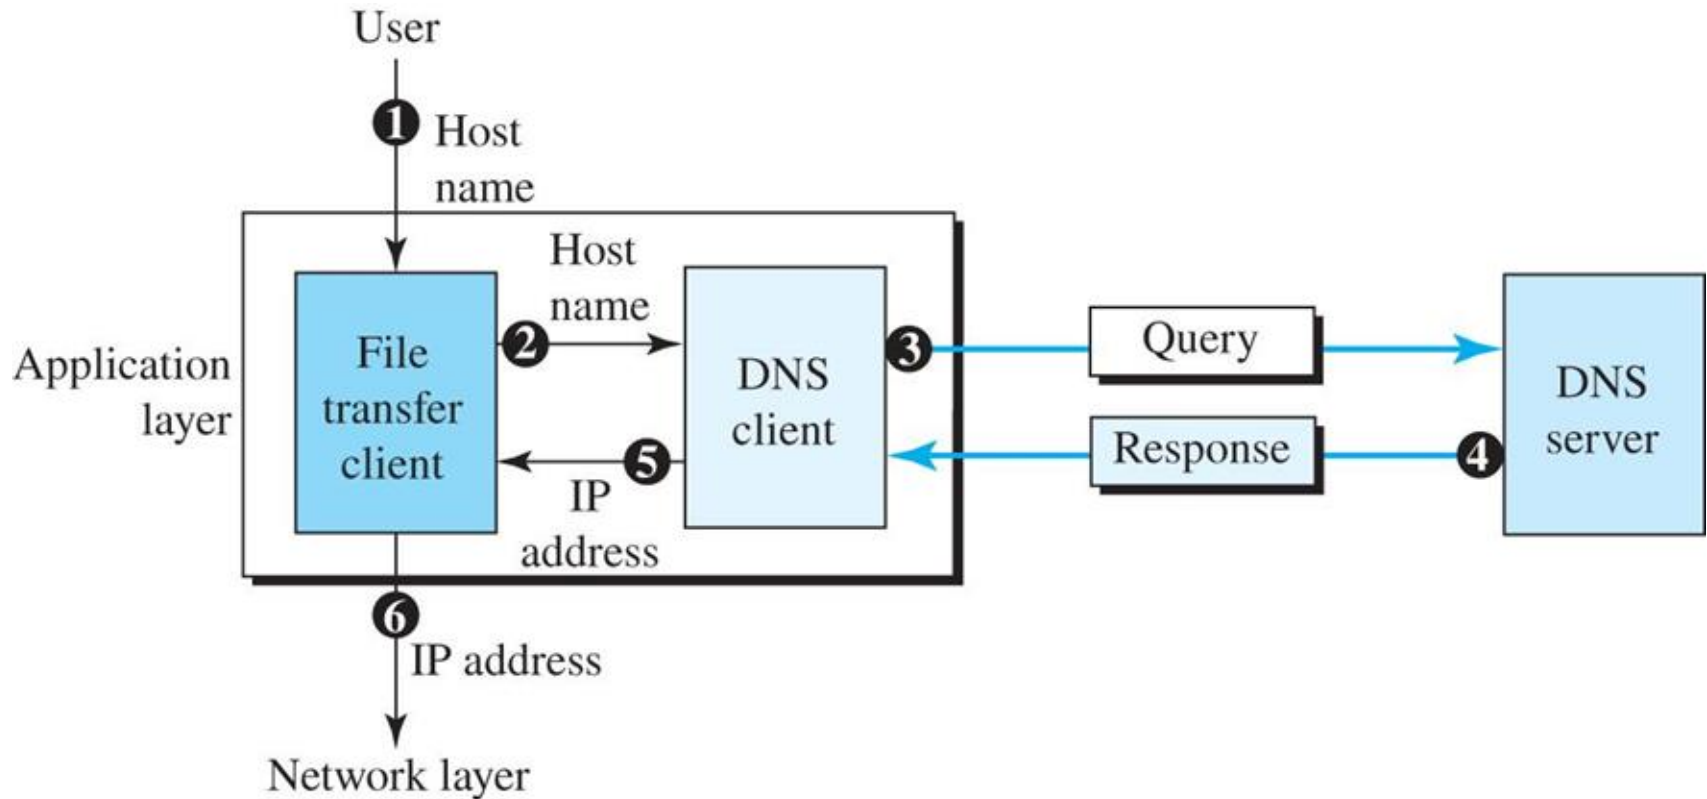 User
1
Host
name
Host
name
2
File
transfer
client
DNS
client
3
Query
DNS
server
Application
layer
5
IP
address
Response
4
6
IP address
Network layer